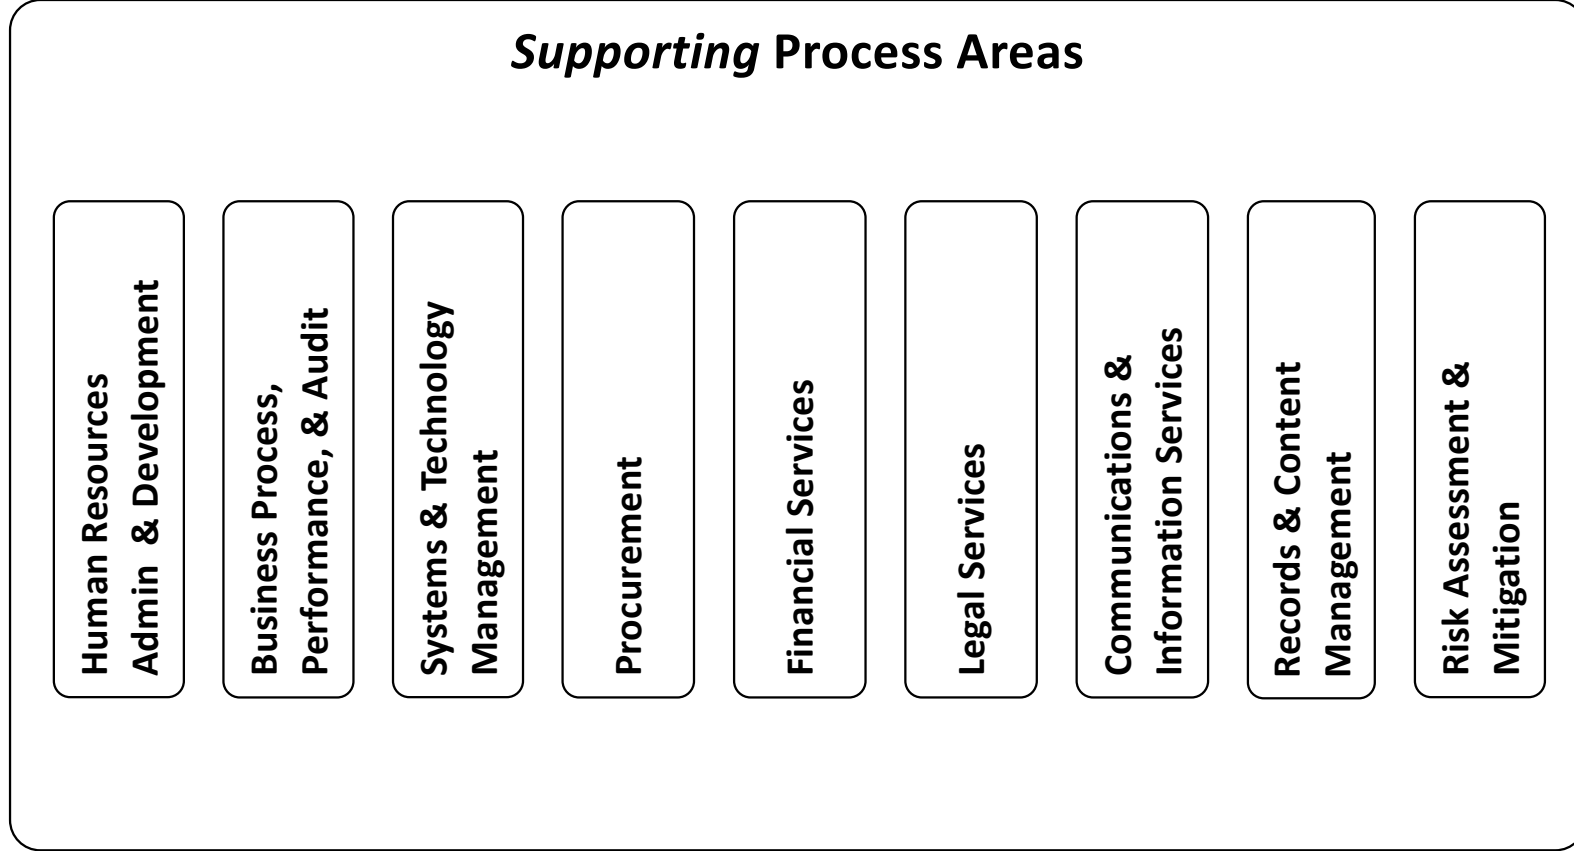 Supporting Process Areas
Human Resources
Admin & Development
Business Process,
Performance, & Audit
Systems & Technology
Management
Procurement
Financial Services
Legal Services
Communications &
Information Services
Records & Content
Management
Risk Assessment &
Mitigation